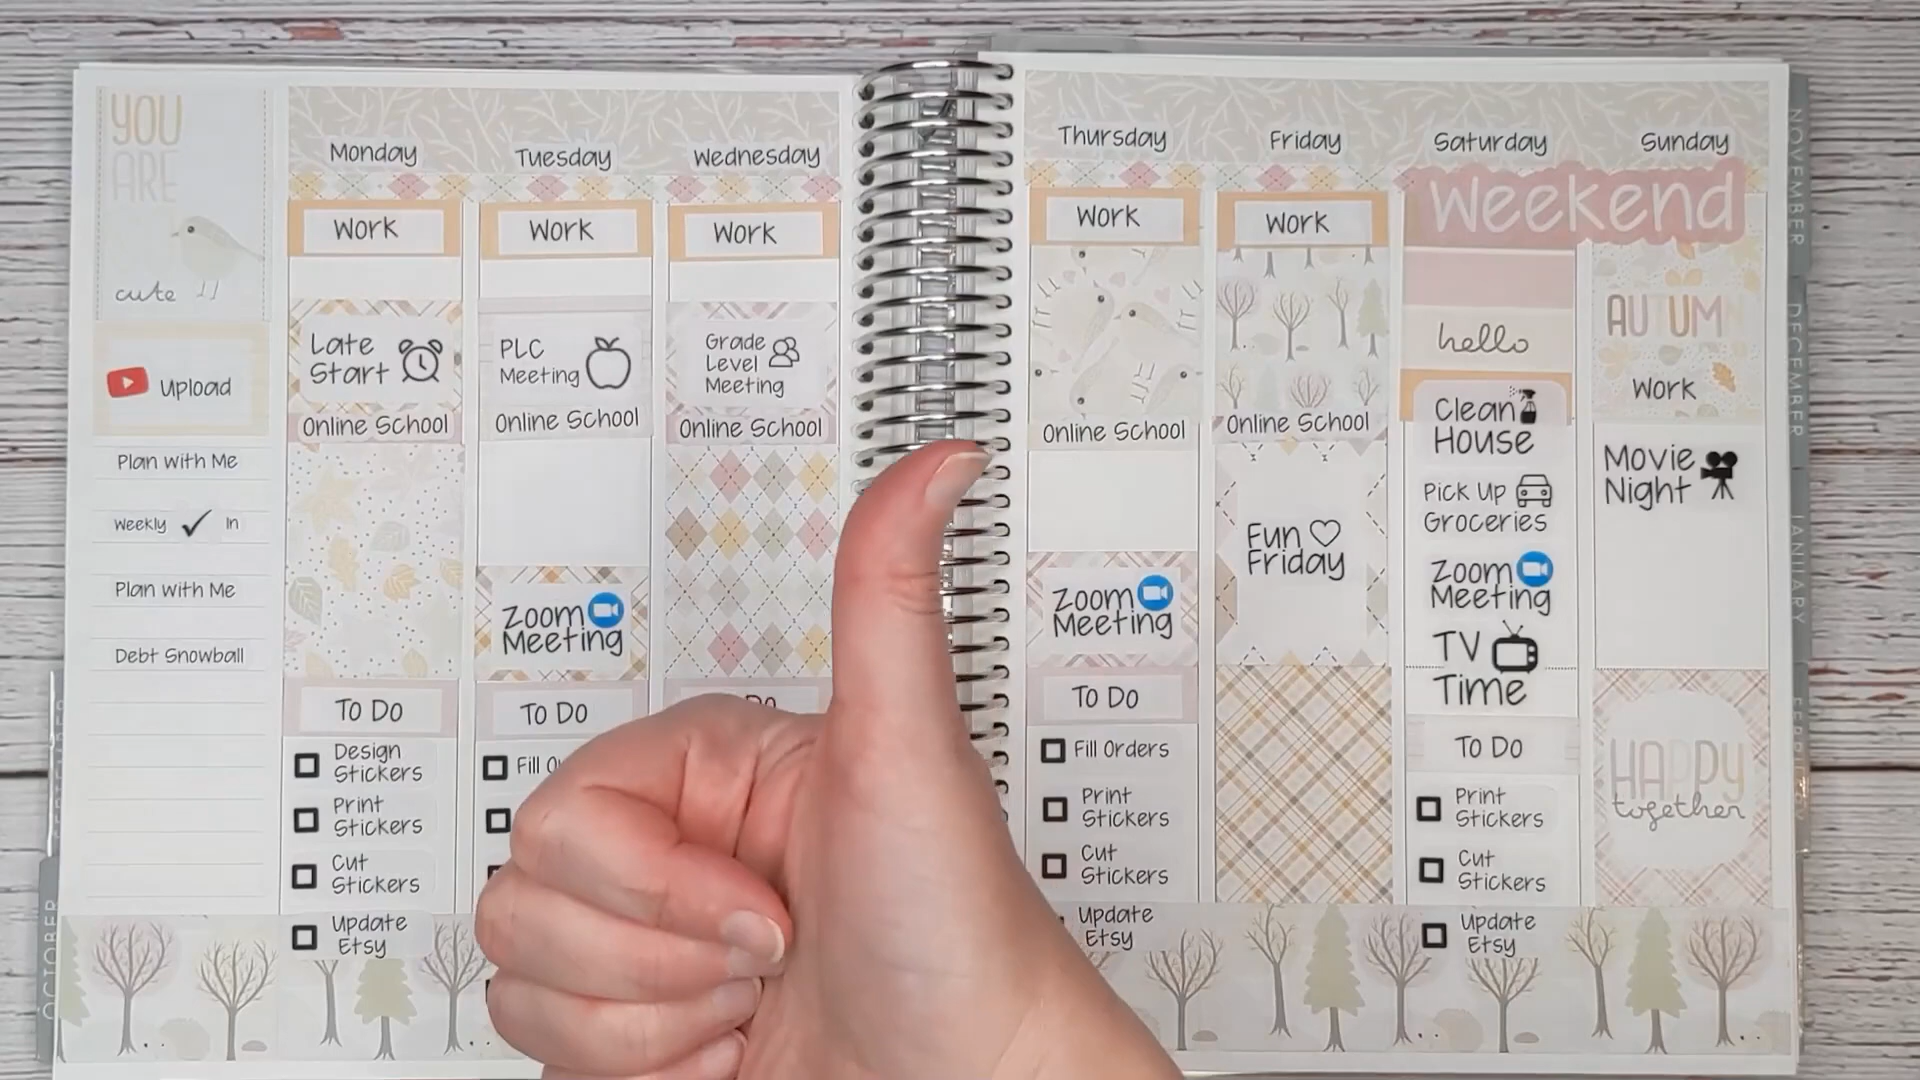 YOU
ARE
cute
Upload
Plan with Me
Weekly ✓ In
Plan with Me
Debt Snowball
Monday
Work
Late
Start
Online School
To Do
Design
Stickers
Print
Stickers
Cut
Stickers
Update
Etsy
Tuesday
Work
PLC
Meeting
Online School
Zoom
Meeting
To Do
Fill O
Wednesday
Work
Grade
Level
Meeting
Online School
Do
Thursday
Work
Online School
Zoom
Meeting
To Do
Fill Orders
Print
Stickers
Cut
Stickers
Update
Etsy
Friday
Work
Online School
Fun
Friday
Saturday
Sunday
Weekend
hello
Clean
House
Pick Up
Groceries
Zoom
Meeting
TV
Time
To Do
Print
Stickers
Cut
Stickers
Update
Etsy
AUTUMN
Work
Movie
Night
HAPPY
together
OCTOBER
NOVEMBER
DECEMBER
JANUARY